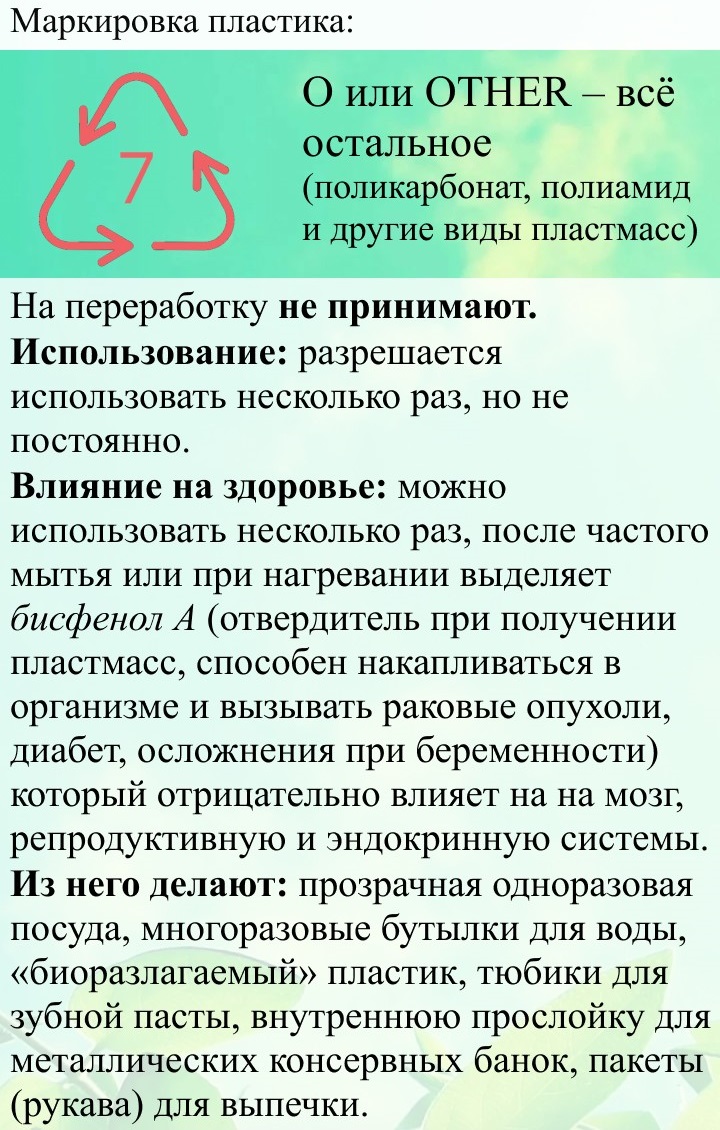 Маркировка пластика:
7
О или OTHER – всё
остальное
(поликарбонат, полиамид
и другие виды пластмасс)
На переработку не принимают.
Использование: разрешается
использовать несколько раз, но не
постоянно.
Влияние на здоровье: можно
использовать несколько раз, после частого
мытья или при нагревании выделяет
бисфенол А (отвердитель при получении
пластмасс, способен накапливаться в
организме и вызывать раковые опухоли,
диабет, осложнения при беременности)
который отрицательно влияет на на мозг,
репродуктивную и эндокринную системы.
Из него делают: прозрачная одноразовая
посуда, многоразовые бутылки для воды,
«биоразлагаемый» пластик, тюбики для
зубной пасты, внутреннюю прослойку для
металлических консервных банок, пакеты
(рукава) для выпечки.